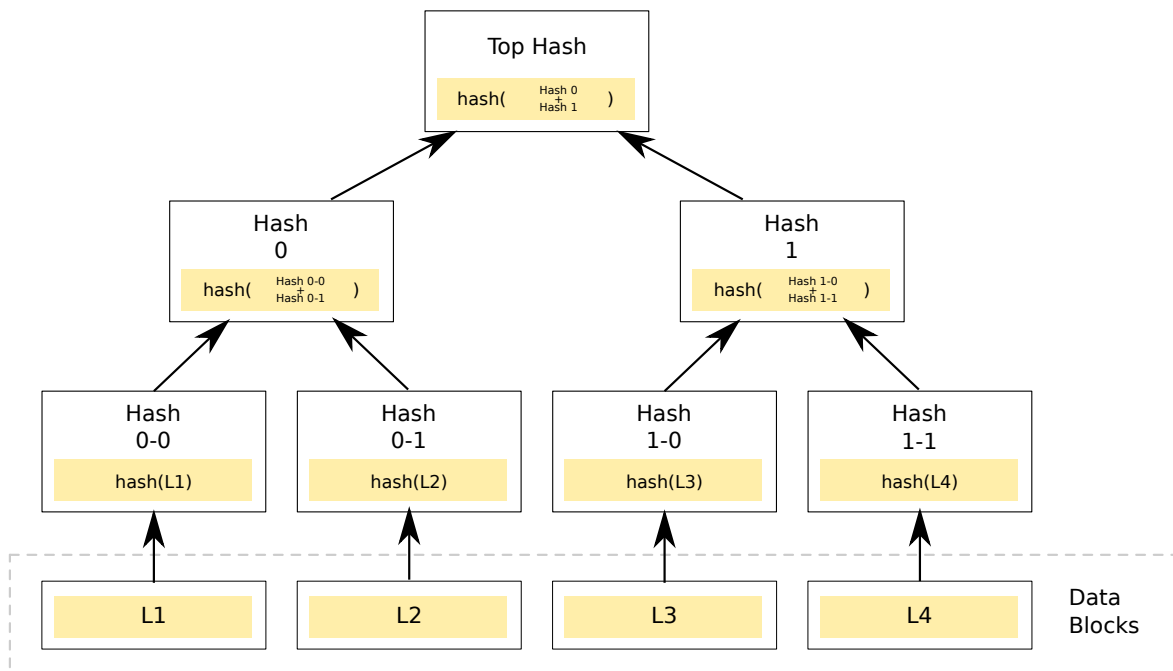 Top Hash
hash( Hash 0 + Hash 1 )
Hash
0
hash( Hash 0-0 + Hash 0-1 )
Hash
1
hash( Hash 1-0 + Hash 1-1 )
Hash
0-0
hash(L1)
Hash
0-1
hash(L2)
Hash
1-0
hash(L3)
Hash
1-1
hash(L4)
L1
L2
L3
L4
Data
Blocks